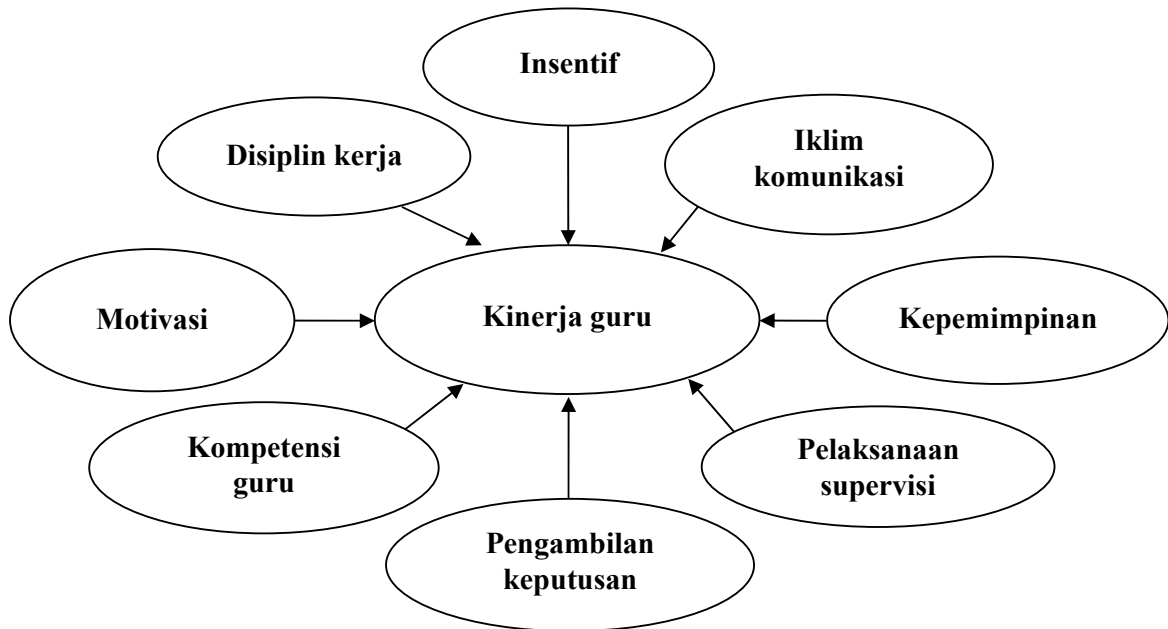 Insentif
Disiplin kerja
Iklim
komunikasi
Motivasi
Kinerja guru
Kepemimpinan
Kompetensi
guru
Pelaksanaan
supervisi
Pengambilan
keputusan